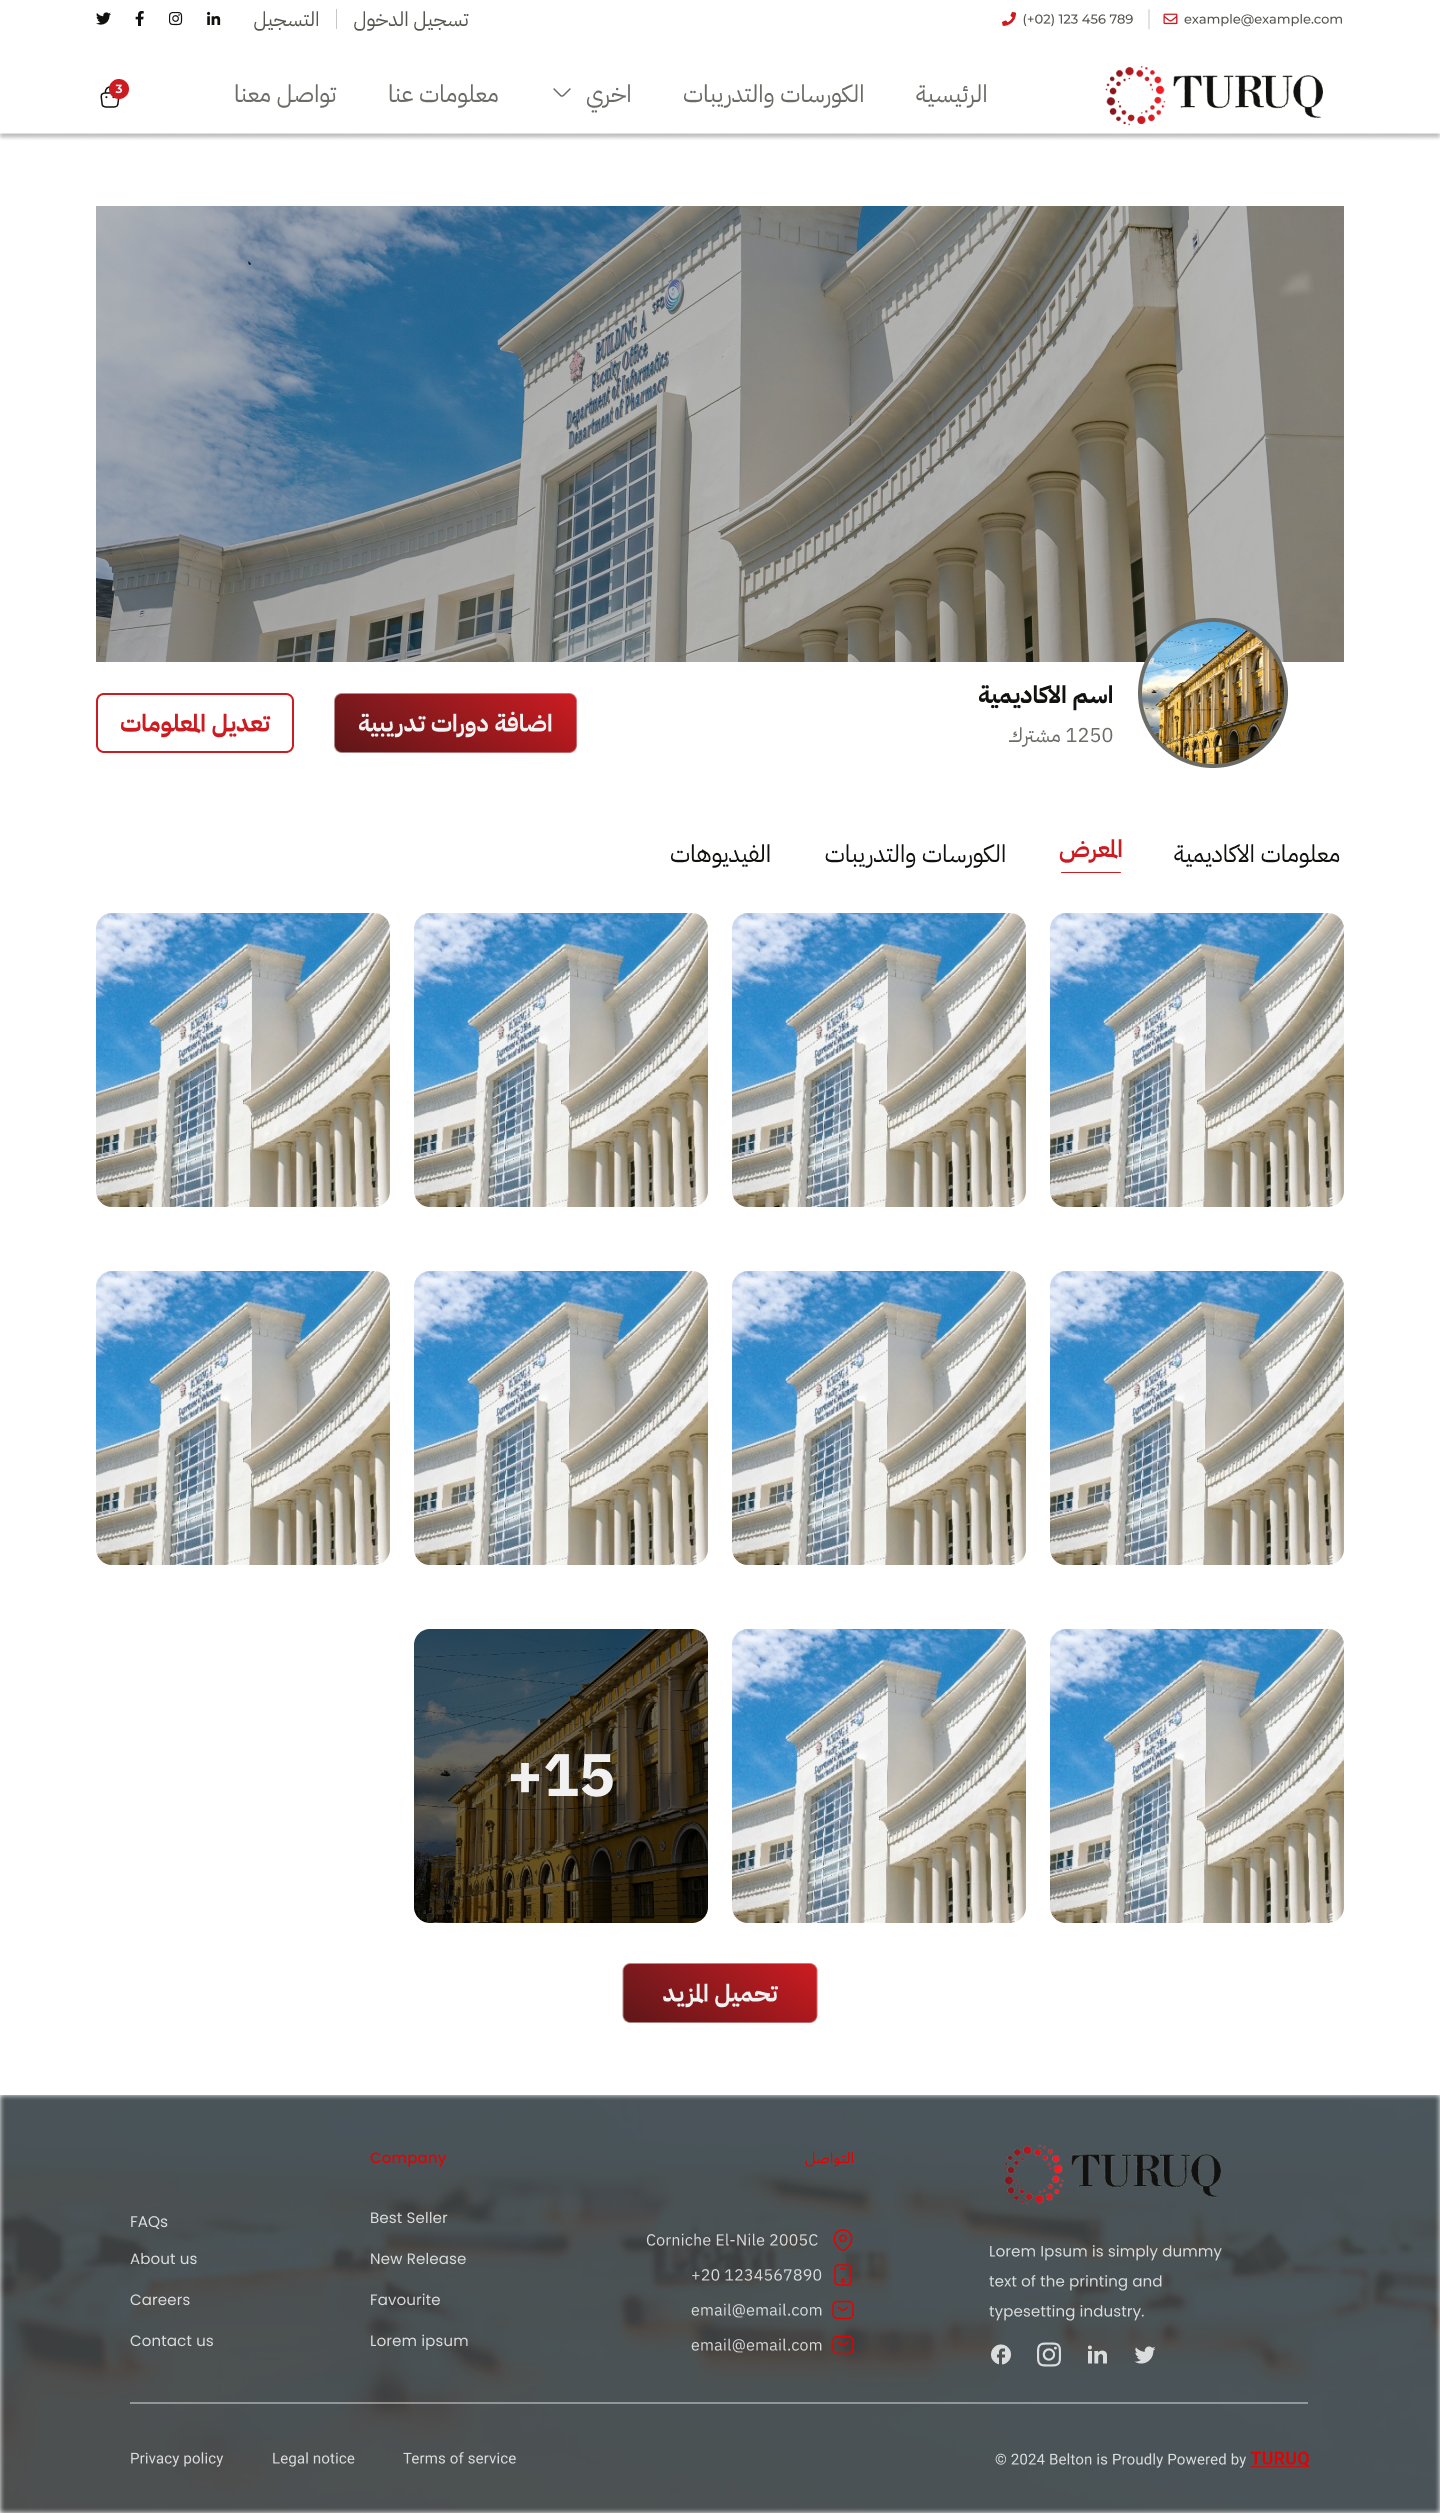 example@example.com
(+02) 123 456 789
تسجيل الدخول
التسجيل
TURUQ
الرئيسية
الكورسات والتدريبات
اخري
معلومات عنا
تواصل معنا
3
BUILDING A
Faculty Office
Department of Informatics
Department of Pharmacy
اسم الاكاديمية
1250 مشترك
اضافة دورات تدريبية
تعديل المعلومات
معلومات الاكاديمية
المعرض
الكورسات والتدريبات
الفيديوهات
+15
تحميل المزيد
TURUQ
Lorem Ipsum is simply dummy
text of the printing and
typesetting industry.
التواصل
Corniche El-Nile 2005C
+20 1234567890
email@email.com
email@email.com
Company
Best Seller
New Release
Favourite
Lorem ipsum
FAQs
About us
Careers
Contact us
© 2024 Belton is Proudly Powered by TURUQ
Privacy policy
Legal notice
Terms of service